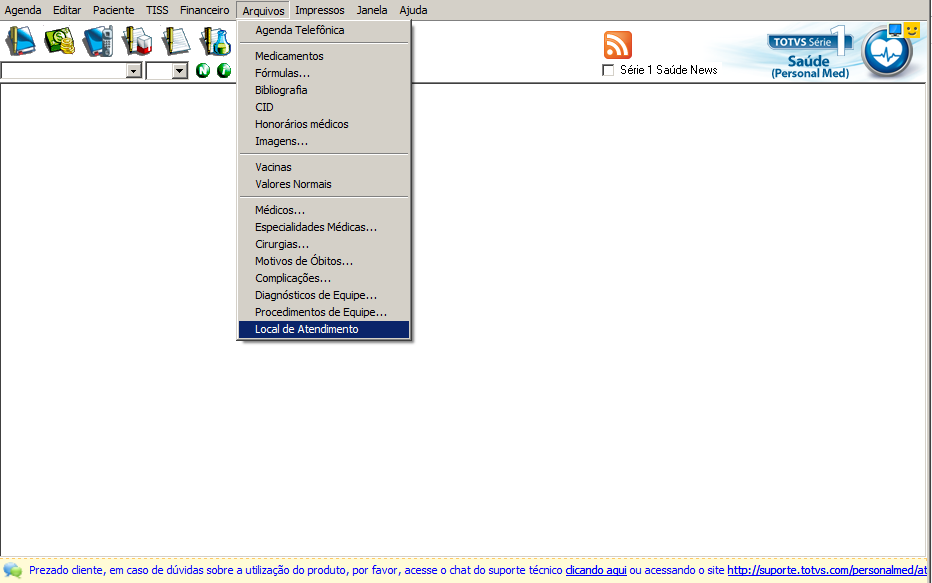 Agenda Editar Paciente TISS Financeiro Arquivos Impressos Janela Ajuda
Agenda Telefônica
Medicamentos
Fórmulas...
Bibliografia
CID
Honorários médicos
Imagens...
Vacinas
Valores Normais
Médicos...
Especialidades Médicas...
Cirurgias...
Motivos de Óbitos...
Complicações...
Diagnósticos de Equipe...
Procedimentos de Equipe...
Local de Atendimento
N
Série 1 Saúde News
TOTVS Série 1
Saúde
(Personal Med)
Prezado cliente, em caso de dúvidas sobre a utilização do produto, por favor, acesse o chat do suporte técnico clicando aqui ou acessando o site http://suporte.totvs.com/personalmed/at